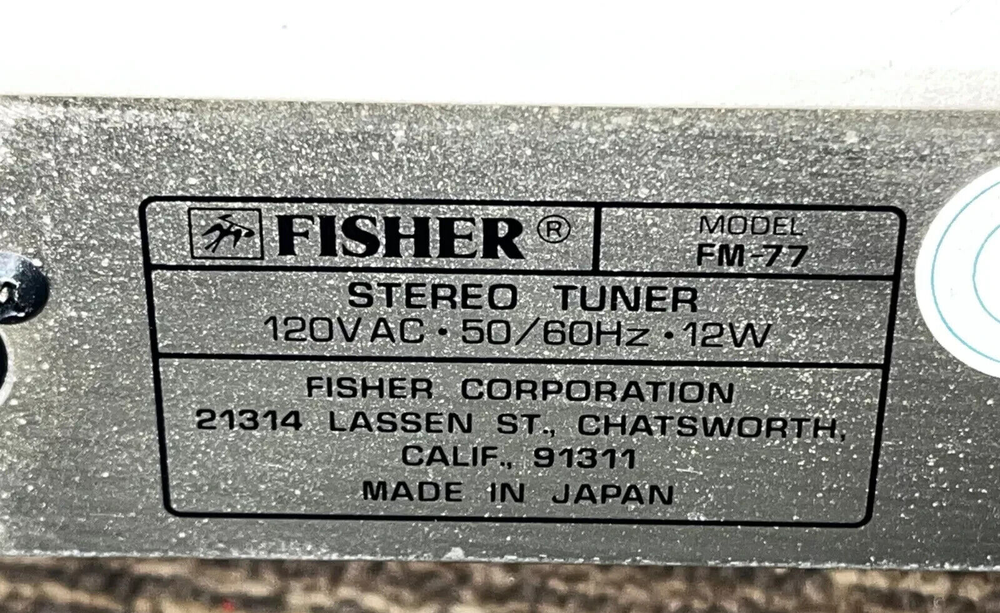 FISHER®
MODEL
FM-77
STEREO TUNER
120VAC · 50/60Hz · 12W
FISHER CORPORATION
21314 LASSEN ST., CHATSWORTH,
CALIF., 91311
MADE IN JAPAN